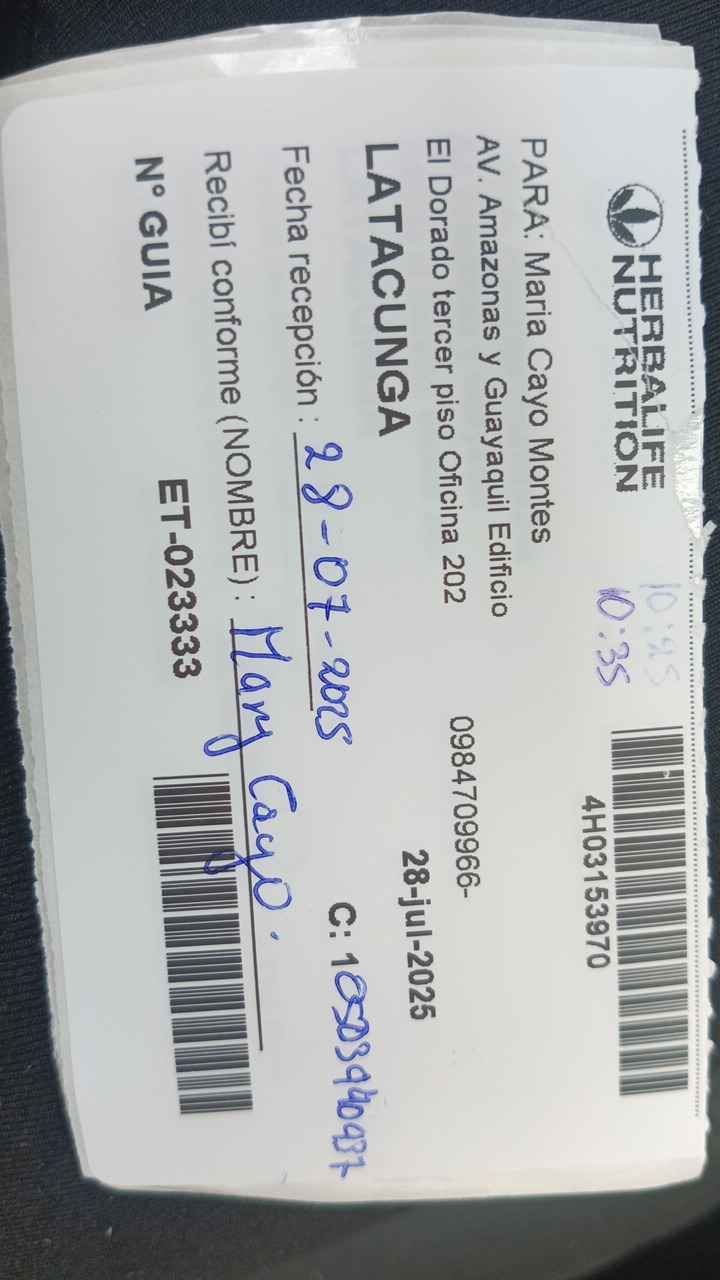 HERBALIFE
NUTRITION
10:25
10:35
4H03153970
PARA: Maria Cayo Montes
AV. Amazonas y Guayaquil Edificio
El Dorado tercer piso Oficina 202
0984709966-
LATACUNGA
28-jul-2025
Fecha recepción : 28-07-2025
C: 1
0503940937
Recibí conforme (NOMBRE) : Mary Cayo.
N° GUIA
ET-023333